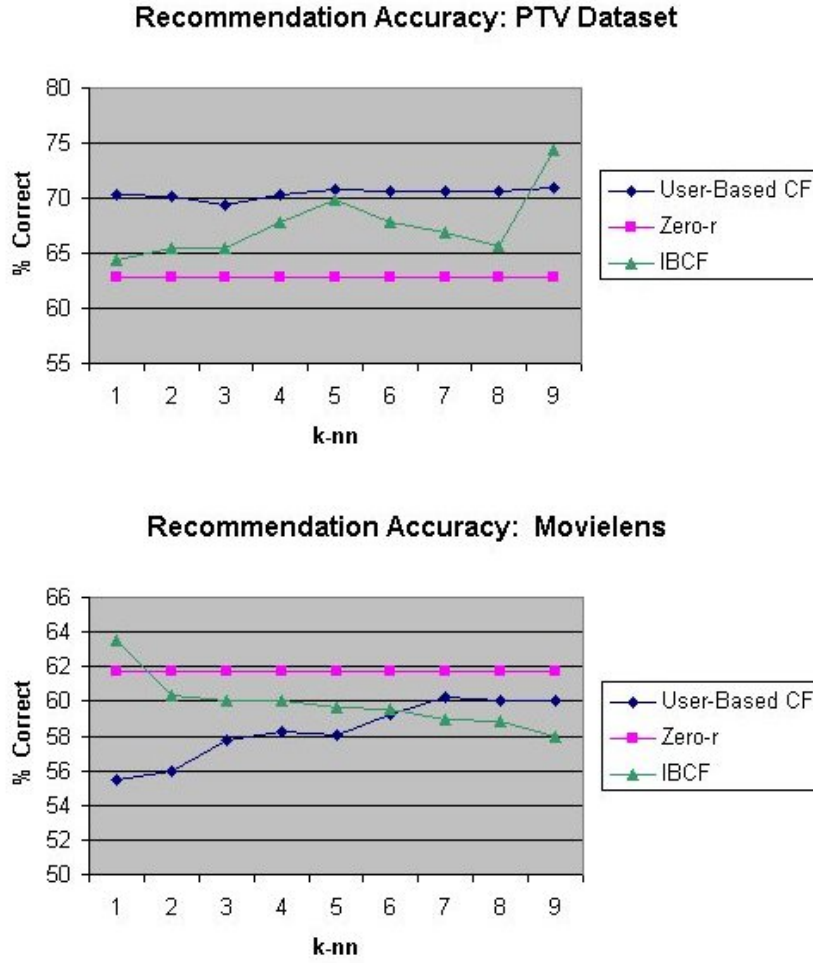 Recommendation Accuracy: PTV Dataset
80
75
70
65
60
55
% Correct
1 2 3 4 5 6 7 8 9
k-nn
User-Based CF
Zero-r
IBCF
Recommendation Accuracy: Movielens
66
64
62
60
58
56
54
52
50
% Correct
1 2 3 4 5 6 7 8 9
k-nn
User-Based CF
Zero-r
IBCF